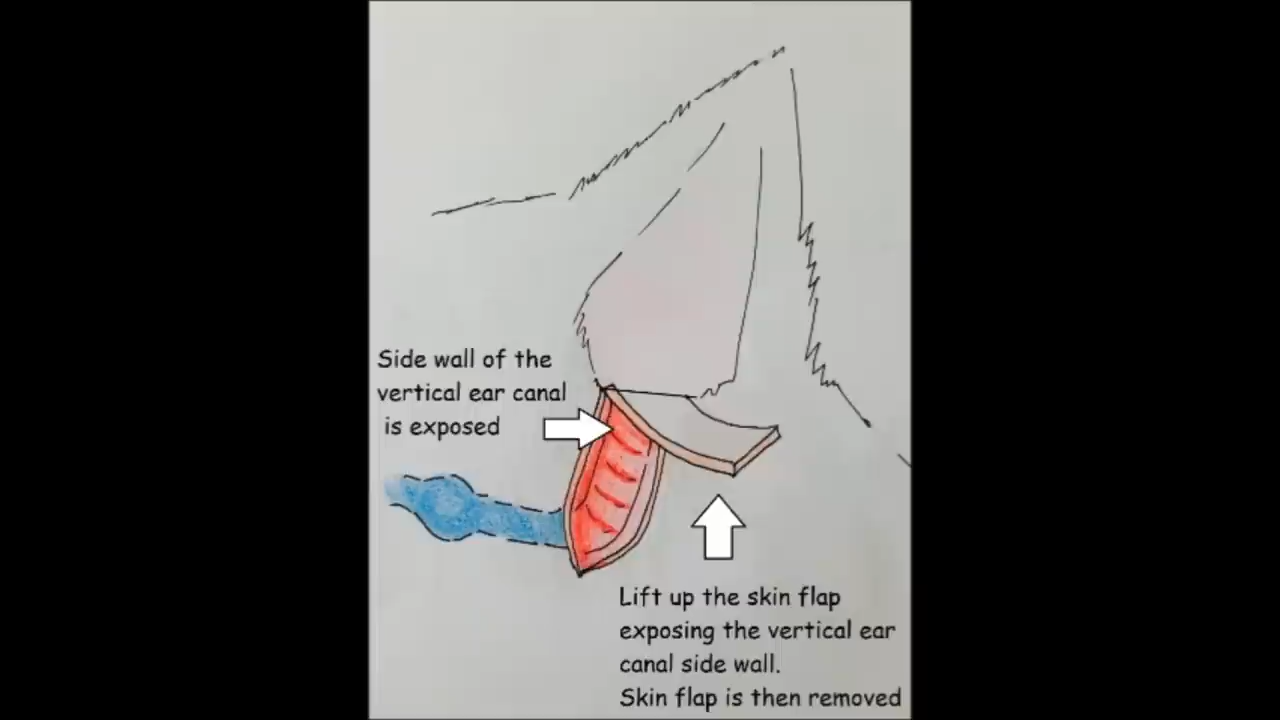 Side wall of the
vertical ear canal
is exposed
Lift up the skin flap
exposing the vertical ear
canal side wall.
Skin flap is then removed